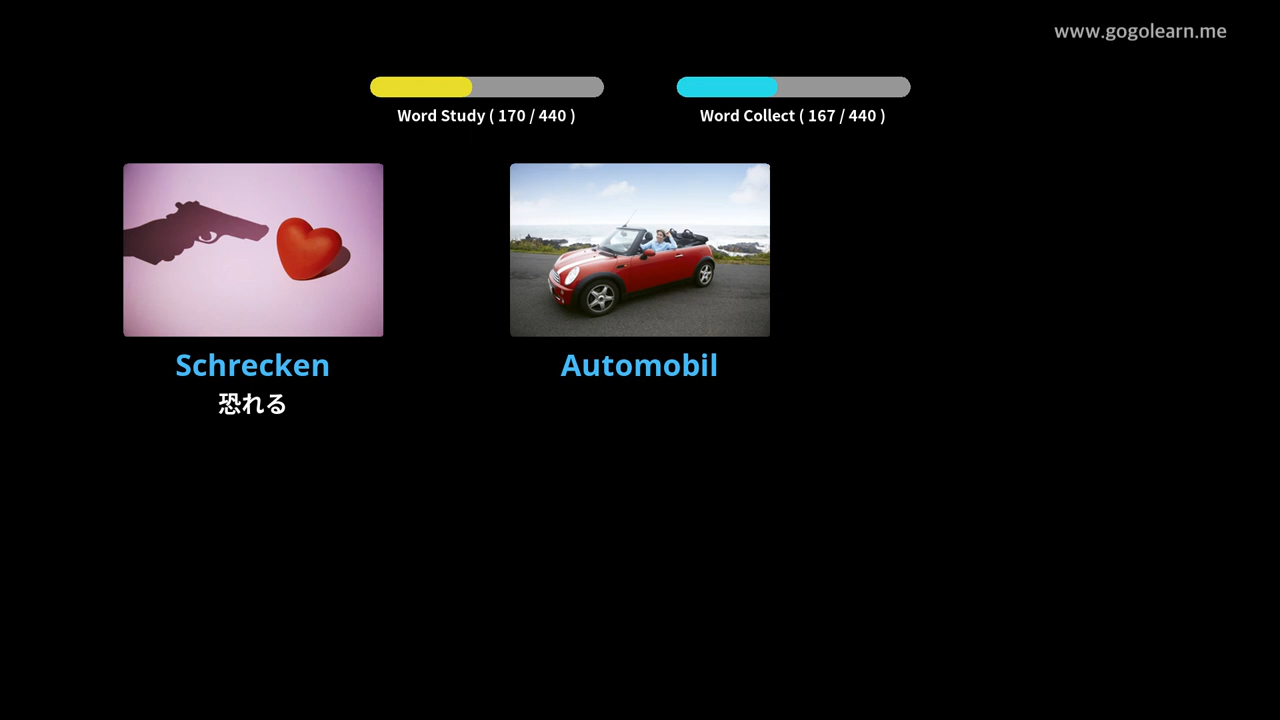 www.gogolearn.me
Word Study ( 170 / 440 )
Word Collect ( 167 / 440 )
Schrecken
恐れる
Automobil